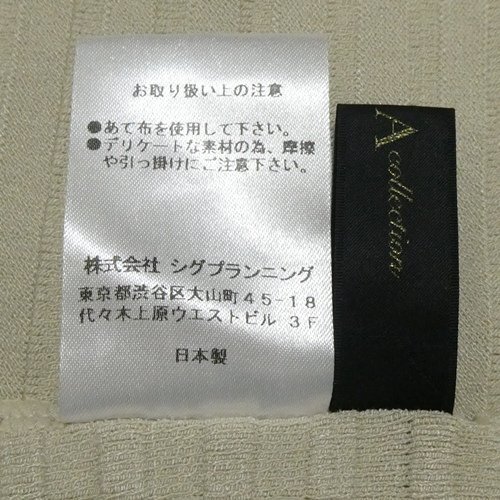 お取り扱い上の注意
●あて布を使用して下さい。
●デリケートな素材の為、摩擦
や引っ掛けにご注意下さい。
株式会社 シグプランニング
東京都渋谷区大山町45-18
代々木上原ウエストビル 3F
日本製
A collection